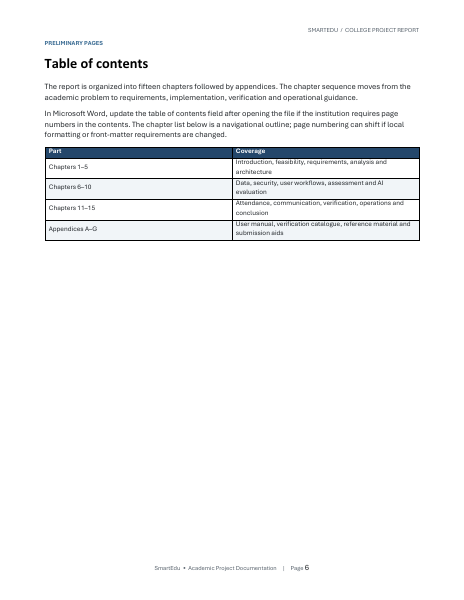 SMARTEDU / COLLEGE PROJECT REPORT
PRELIMINARY PAGES
Table of contents
The report is organized into fifteen chapters followed by appendices. The chapter sequence moves from the
academic problem to requirements, implementation, verification and operational guidance.
In Microsoft Word, update the table of contents field after opening the file if the institution requires page
numbers in the contents. The chapter list below is a navigational outline; page numbering can shift if local
formatting or front-matter requirements are changed.
Part Coverage
Chapters 1–5 Introduction, feasibility, requirements, analysis and
architecture
Chapters 6–10 Data, security, user workflows, assessment and AI
evaluation
Chapters 11–15 Attendance, communication, verification, operations and
conclusion
Appendices A–G User manual, verification catalogue, reference material and
submission aids
SmartEdu • Academic Project Documentation | Page 6